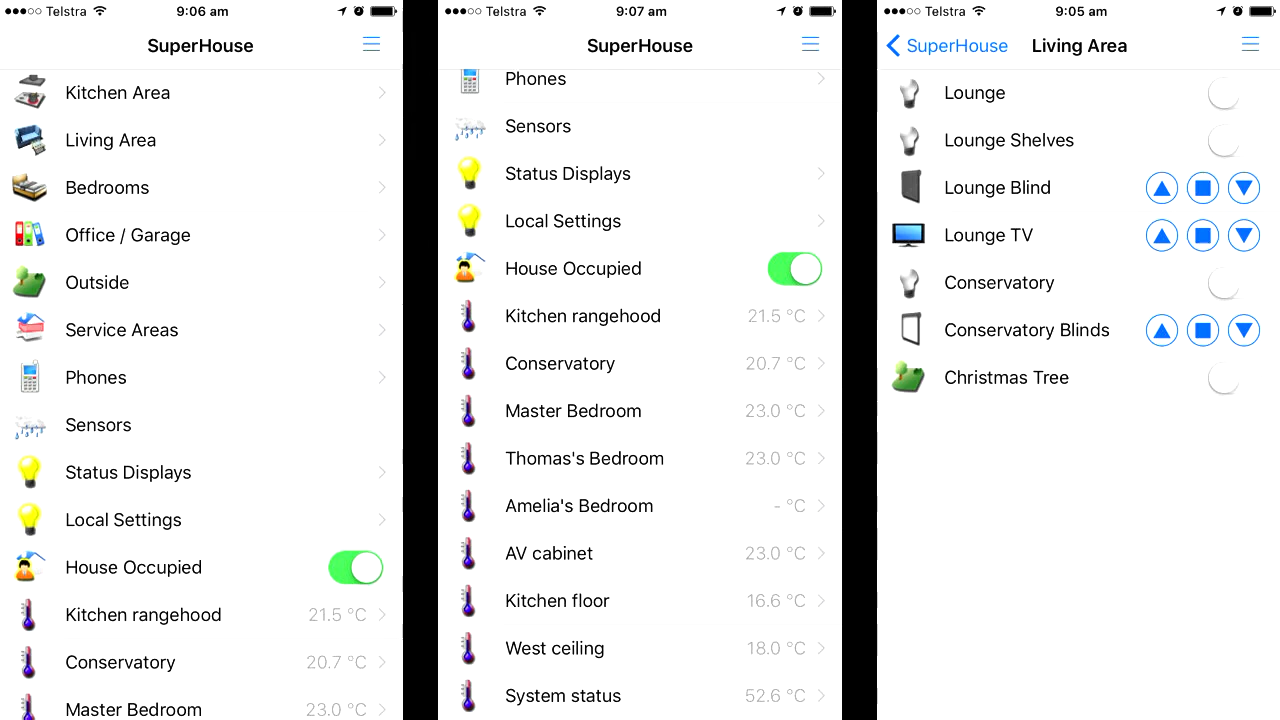 Telstra 9:06 am
SuperHouse
Kitchen Area
Living Area
Bedrooms
Office / Garage
Outside
Service Areas
Phones
Sensors
Status Displays
Local Settings
House Occupied
Kitchen rangehood 21.5 °C
Conservatory 20.7 °C
Master Bedroom 23.0 °C
Telstra 9:07 am
SuperHouse
Phones
Sensors
Status Displays
Local Settings
House Occupied
Kitchen rangehood 21.5 °C
Conservatory 20.7 °C
Master Bedroom 23.0 °C
Thomas's Bedroom 23.0 °C
Amelia's Bedroom - °C
AV cabinet 23.0 °C
Kitchen floor 16.6 °C
West ceiling 18.0 °C
System status 52.6 °C
Telstra 9:05 am
SuperHouse Living Area
Lounge
Lounge Shelves
Lounge Blind
Lounge TV
Conservatory
Conservatory Blinds
Christmas Tree